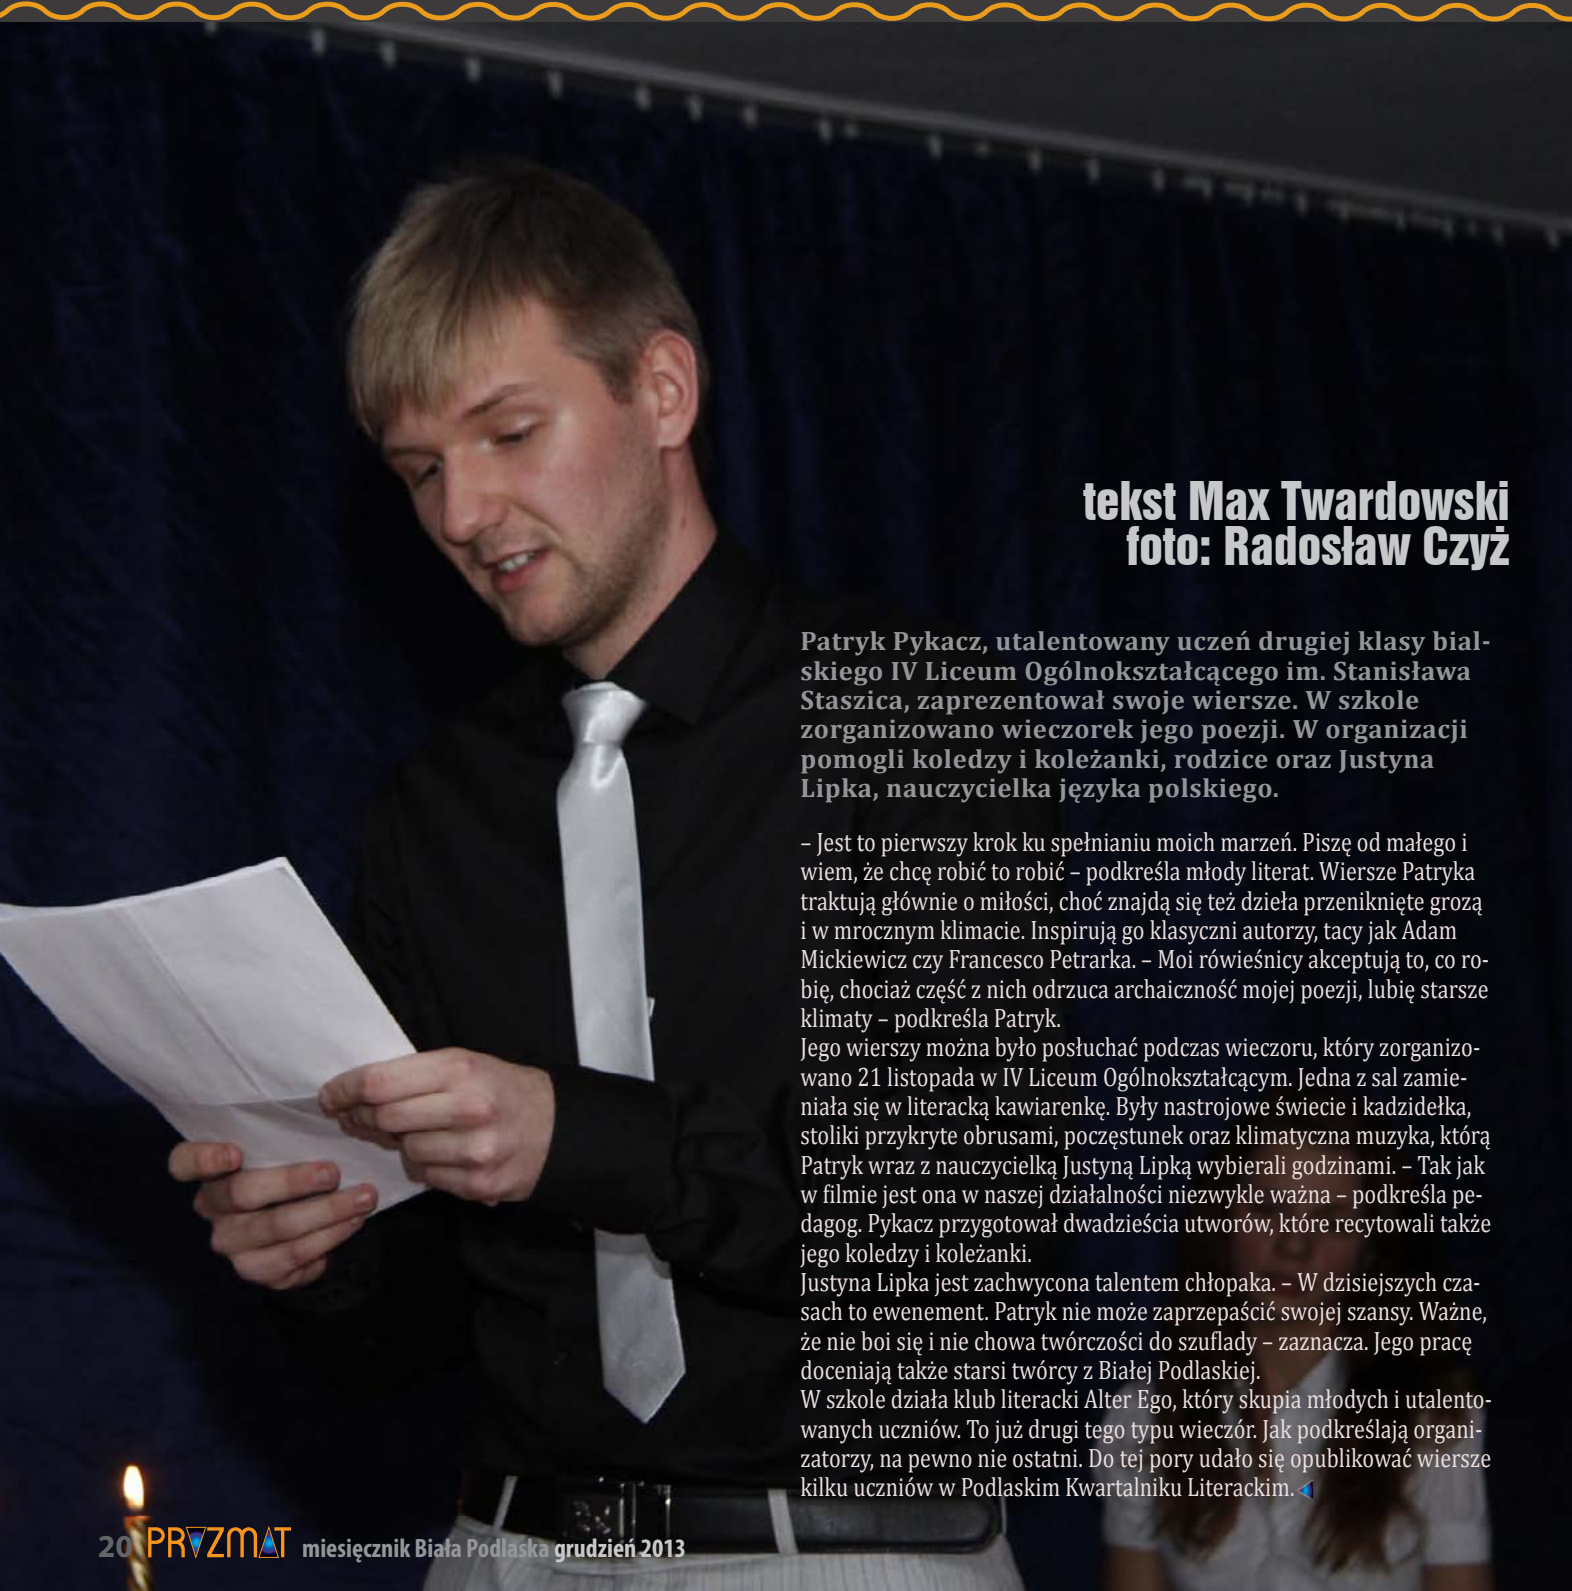 tekst Max Twardowski
foto: Radosław Czyż
Patryk Pykacz, utalentowany uczeń drugiej klasy bial-
skiego IV Liceum Ogólnokształcącego im. Stanisława
Staszica, zaprezentował swoje wiersze. W szkole
zorganizowano wieczorek jego poezji. W organizacji
pomogli koledzy i koleżanki, rodzice oraz Justyna
Lipka, nauczycielka języka polskiego.
– Jest to pierwszy krok ku spełnianiu moich marzeń. Piszę od małego i
wiem, że chcę robić to robić – podkreśla młody literat. Wiersze Patryka
traktują głównie o miłości, choć znajdą się też dzieła przeniknięte grozą
i w mrocznym klimacie. Inspirują go klasyczni autorzy, tacy jak Adam
Mickiewicz czy Francesco Petrarka. – Moi rówieśnicy akceptują to, co ro-
bię, chociaż część z nich odrzuca archaiczność mojej poezji, lubię starsze
klimaty – podkreśla Patryk.
Jego wierszy można było posłuchać podczas wieczoru, który zorganizo-
wano 21 listopada w IV Liceum Ogólnokształcącym. Jedna z sal zamie-
niała się w literacką kawiarenkę. Były nastrojowe świecie i kadzidełka,
stoliki przykryte obrusami, poczęstunek oraz klimatyczna muzyka, którą
Patryk wraz z nauczycielką Justyną Lipką wybierali godzinami. – Tak jak
w filmie jest ona w naszej działalności niezwykle ważna – podkreśla pe-
dagog. Pykacz przygotował dwadzieścia utworów, które recytowali także
jego koledzy i koleżanki.
Justyna Lipka jest zachwycona talentem chłopaka. – W dzisiejszych cza-
sach to ewenement. Patryk nie może zaprzepaścić swojej szansy. Ważne,
że nie boi się i nie chowa twórczości do szuflady – zaznacza. Jego pracę
doceniają także starsi twórcy z Białej Podlaskiej.
W szkole działa klub literacki Alter Ego, który skupia młodych i utalento-
wanych uczniów. To już drugi tego typu wieczór. Jak podkreślają organi-
zatorzy, na pewno nie ostatni. Do tej pory udało się opublikować wiersze
kilku uczniów w Podlaskim Kwartalniku Literackim.
20 PRYZMAT miesięcznik Biała Podlaska grudzień 2013